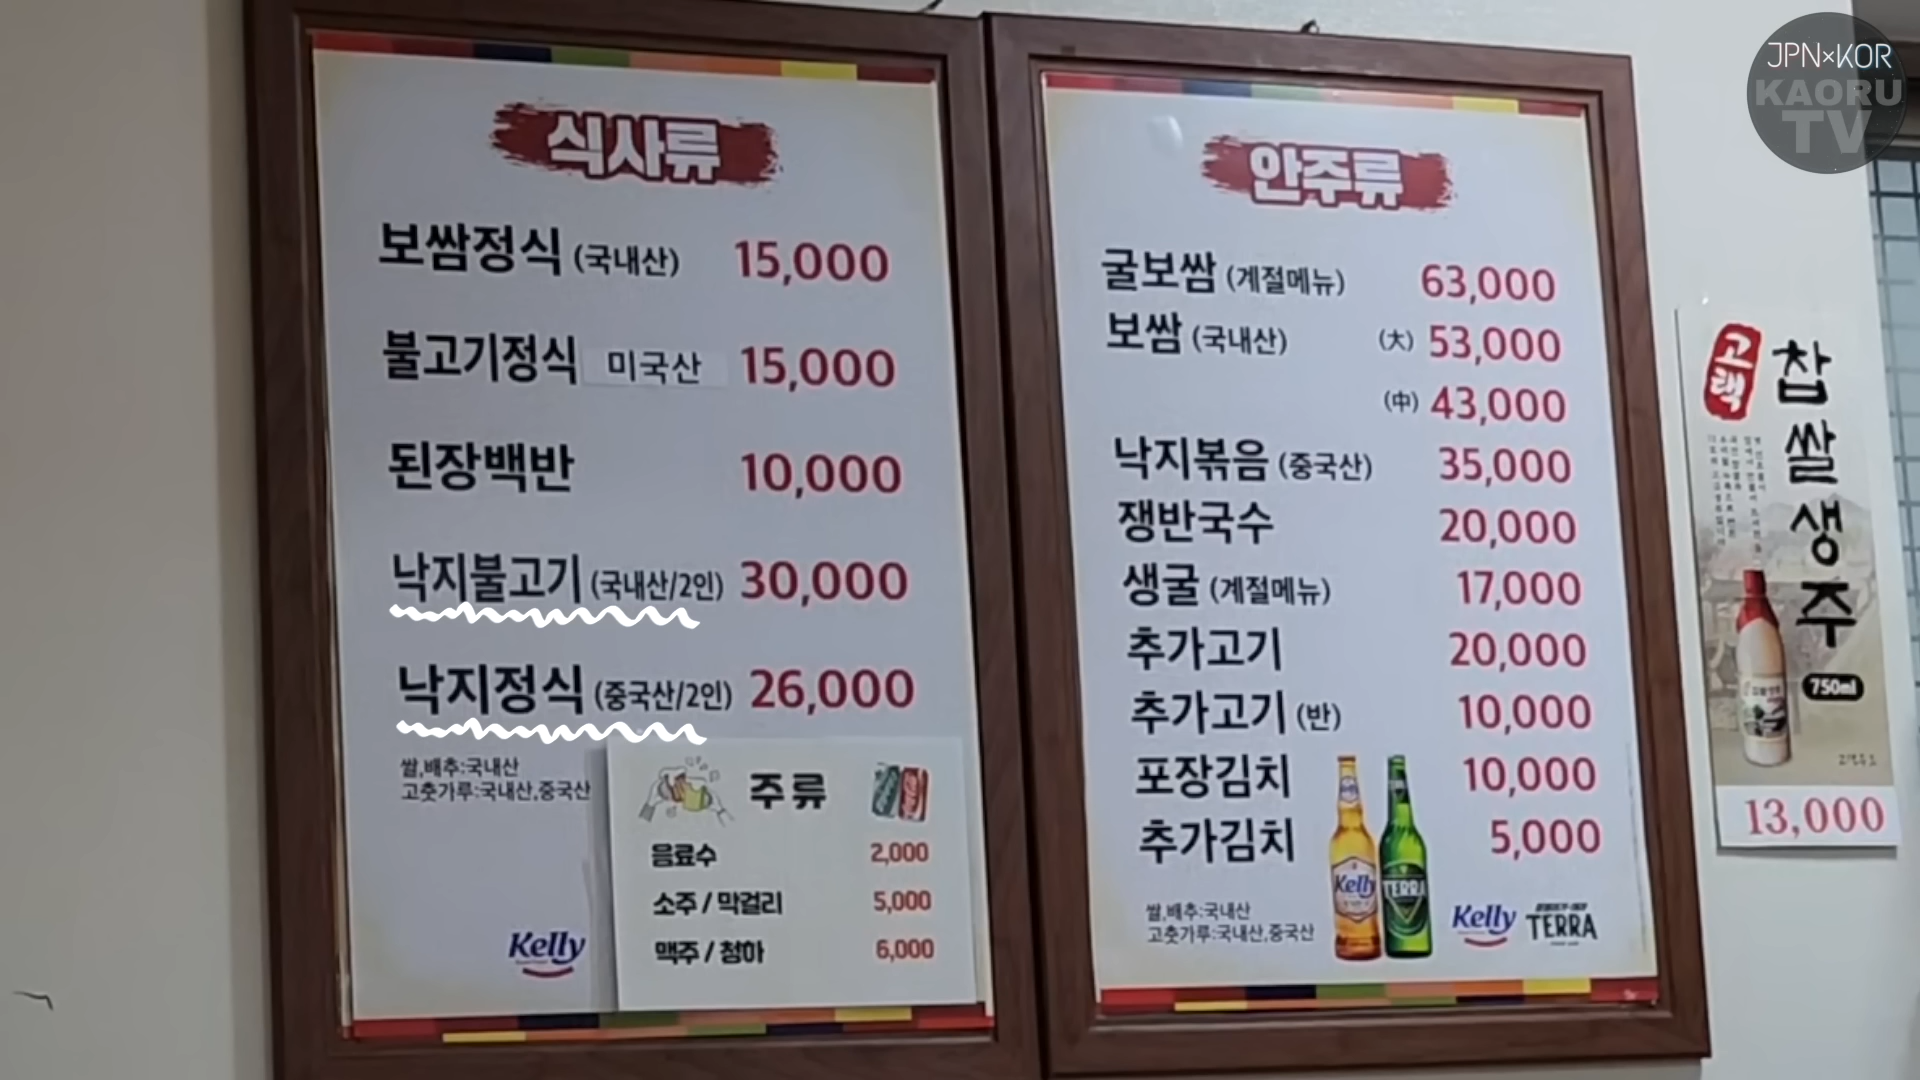 식사류
보쌈정식 (국내산) 15,000
불고기정식 미국산 15,000
된장백반 10,000
낙지불고기 (국내산/2인) 30,000
낙지정식 (중국산/2인) 26,000
쌀,배추:국내산
고춧가루:국내산,중국산
Kelly
주류
음료수 2,000
소주 / 막걸리 5,000
맥주 / 청하 6,000
안주류
굴보쌈 (계절메뉴) 63,000
보쌈 (국내산) (大) 53,000
(中) 43,000
낙지볶음 (중국산) 35,000
쟁반국수 20,000
생굴 (계절메뉴) 17,000
추가고기 20,000
추가고기 (반) 10,000
포장김치 10,000
추가김치 5,000
쌀,배추:국내산
고춧가루:국내산,중국산
Kelly
TERRA
Kelly
TERRA
JPN×KOR
KAORU
TV
고택
찹쌀생주
750ml
13,000